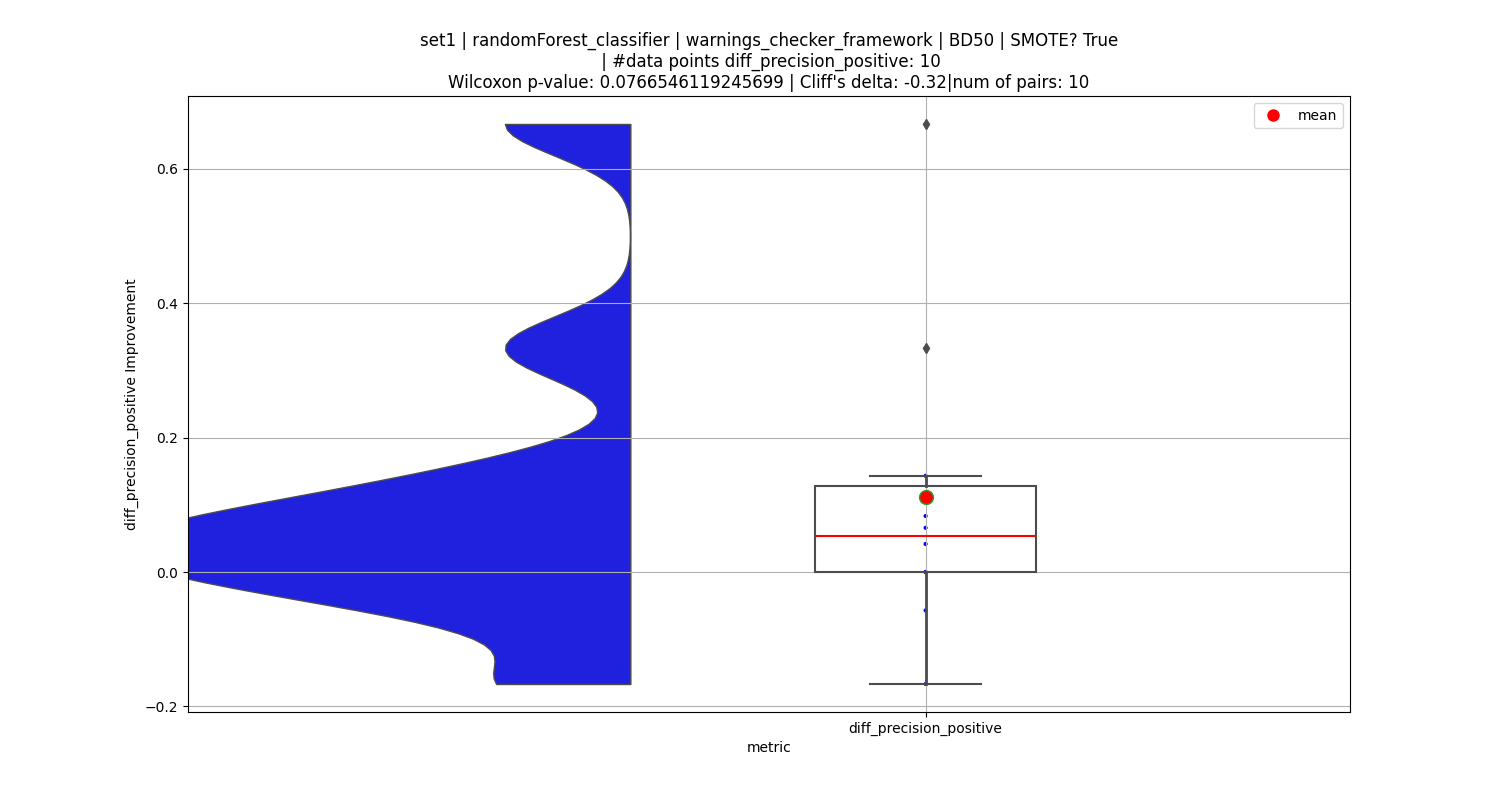 set1 | randomForest_classifier | warnings_checker_framework | BD50 | SMOTE? True
| #data points diff_precision_positive: 10
Wilcoxon p-value: 0.0766546119245699 | Cliff's delta: -0.32|num of pairs: 10
mean
diff_precision_positive Improvement
0.6
0.4
0.2
0.0
−0.2
diff_precision_positive
metric